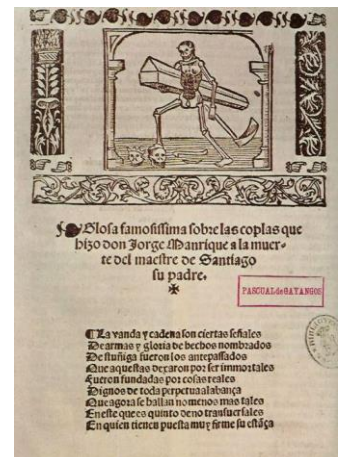 Glosa famosissima sobre las coplas que
hizo don Jorge Manrique a la muer-
te del maestre de Santiago
su padre.
PASCUAL de GAYANGOS
La vanda y cadena son ciertas señales
De armas y gloria de hechos nombrados
De stuñiga fueron los antepassados
Que aquestas dexaron por ser immortales
Fueron fundadas por cosas reales
Dignos de toda perpetua alabança
Que agora se hallan no menos mas tales
En este que es quinto deno transuersales
En quien tienen puesta muy firme su estãça